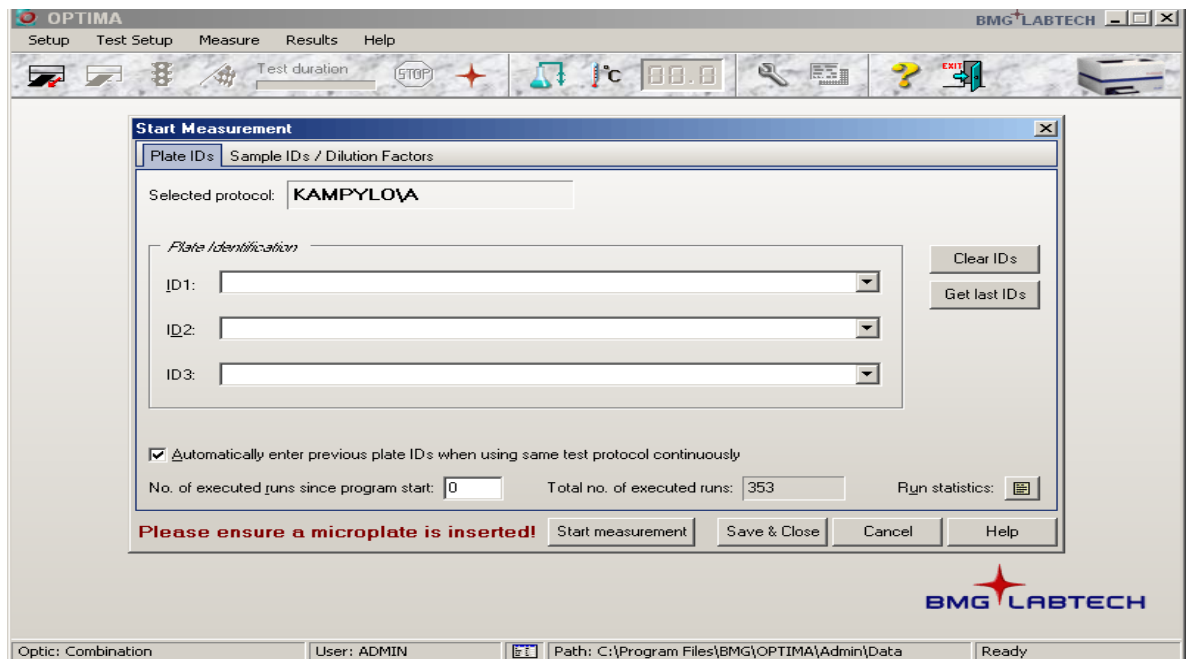 OPTIMA
BMG LABTECH
Setup Test Setup Measure Results Help
Test duration STOP °C 88.8 ? EXIT
Start Measurement
Plate IDs Sample IDs / Dilution Factors
Selected protocol: KAMPYLO\A
Plate Identification
Clear IDs
ID1:
Get last IDs
ID2:
ID3:
Automatically enter previous plate IDs when using same test protocol continuously
No. of executed runs since program start: 0 Total no. of executed runs: 353 Run statistics:
Please ensure a microplate is inserted! Start measurement Save & Close Cancel Help
BMG LABTECH
Optic: Combination User: ADMIN Path: C:\Program Files\BMG\OPTIMA\Admin\Data Ready